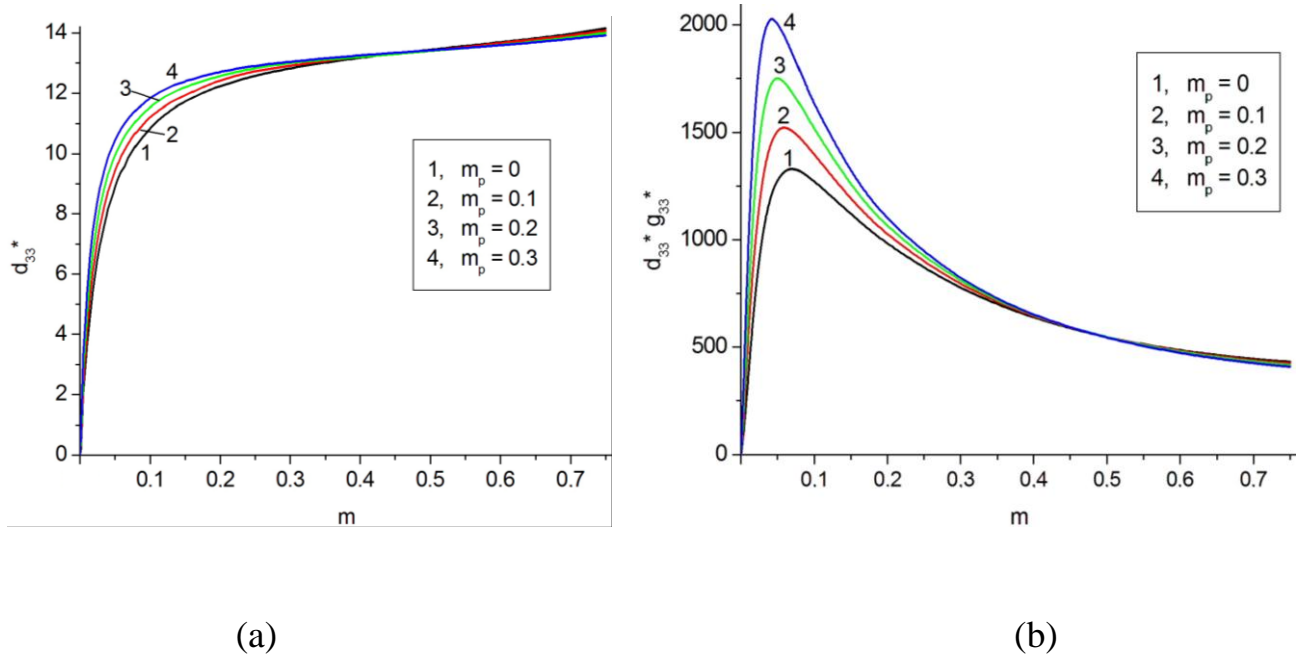 14
12
10
8
6
4
2
0
d33*
0.1 0.2 0.3 0.4 0.5 0.6 0.7
m
4
3
2
1
1, mp = 0
2, mp = 0.1
3, mp = 0.2
4, mp = 0.3
(a)
2000
1500
1000
500
0
d33* g33*
0.1 0.2 0.3 0.4 0.5 0.6 0.7
m
4
3
2
1
1, mp = 0
2, mp = 0.1
3, mp = 0.2
4, mp = 0.3
(b)